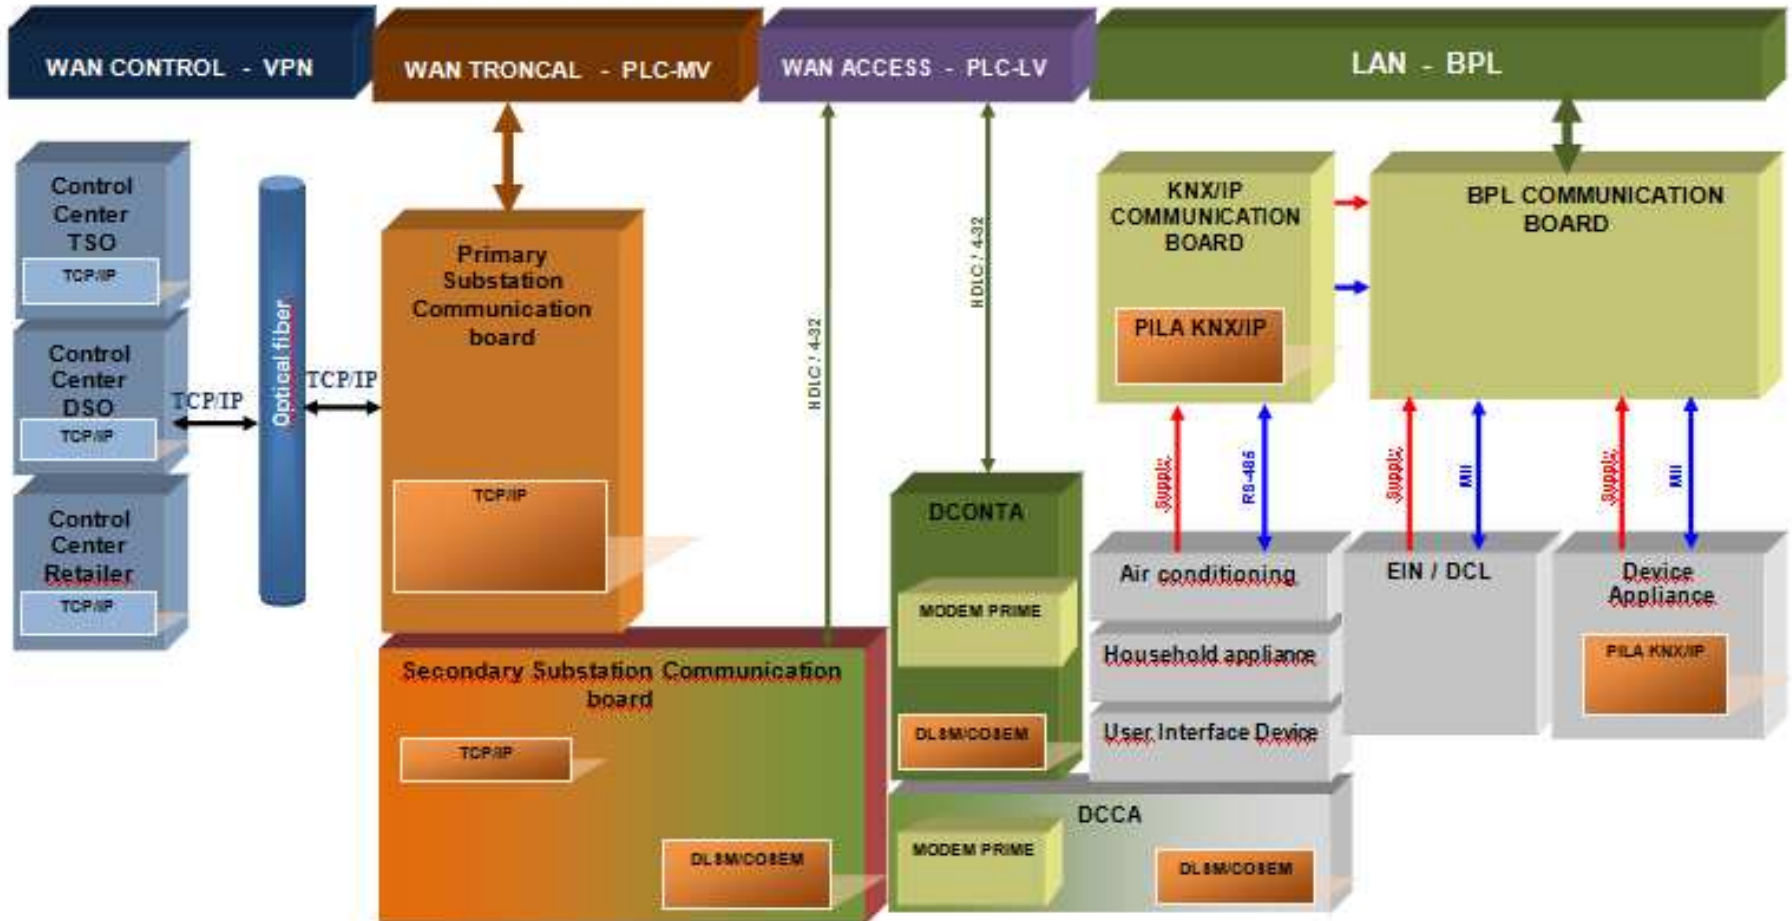 WAN CONTROL - VPN
WAN TRONCAL - PLC-MV
WAN ACCESS - PLC-LV
LAN - BPL
Control
Center
TSO
TCP/IP
Control
Center
DSO
TCP/IP
Control
Center
Retailer
TCP/IP
TCP/IP
Optical fiber
TCP/IP
Primary
Substation
Communication
board
TCP/IP
Secondary Substation Communication
board
TCP/IP
DLSM/COSEM
HDLC / 4-32
HDLC / 4-32
DCONTA
MODEM PRIME
DLSM/COSEM
DCCA
MODEM PRIME
DLSM/COSEM
KNX/IP
COMMUNICATION
BOARD
PILA KNX/IP
BPL COMMUNICATION
BOARD
Supply
RS-485
Supply
MII
Supply
MII
Air conditioning
Household appliance
User Interface Device
EIN / DCL
Device
Appliance
PILA KNX/IP